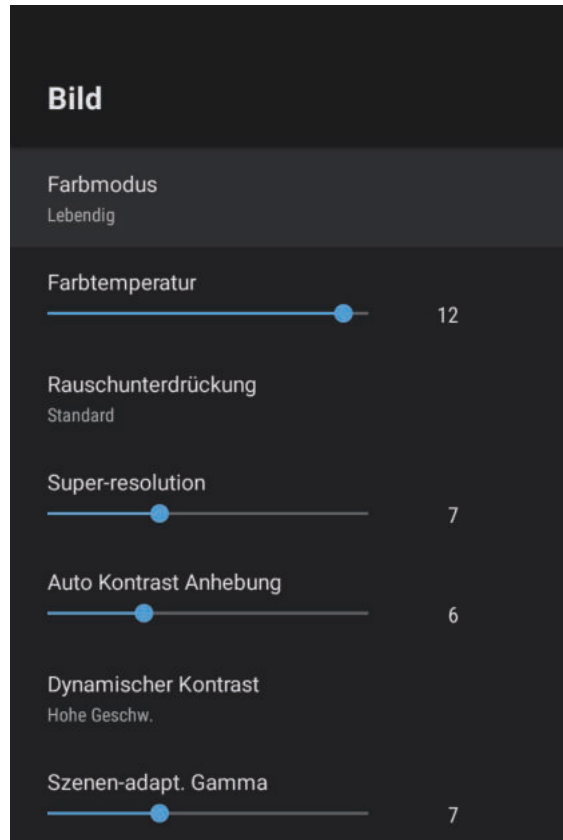 Bild
Farbmodus
Lebendig
Farbtemperatur
12
Rauschunterdrückung
Standard
Super-resolution
7
Auto Kontrast Anhebung
6
Dynamischer Kontrast
Hohe Geschw.
Szenen-adapt. Gamma
7